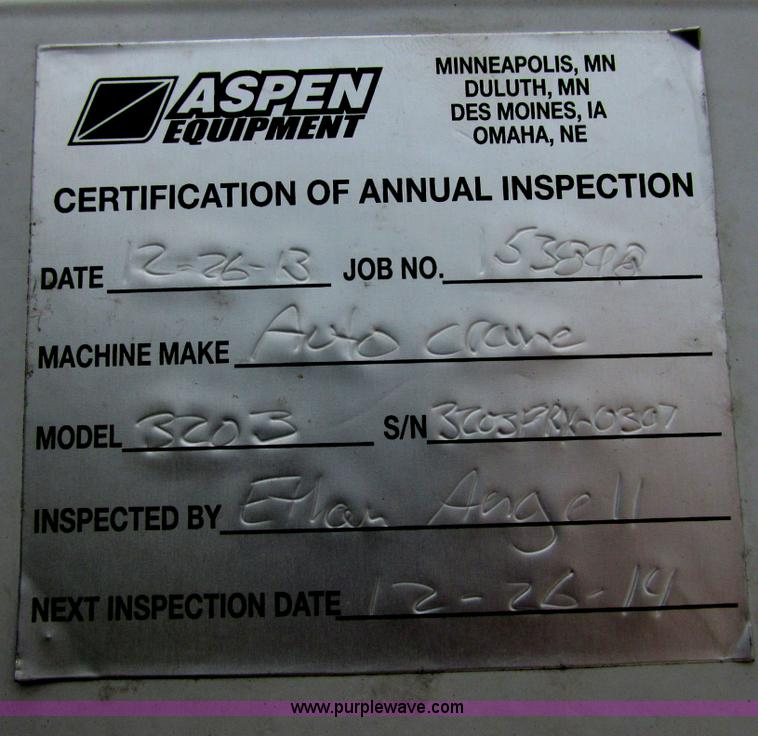 ASPEN
EQUIPMENT
MINNEAPOLIS, MN
DULUTH, MN
DES MOINES, IA
OMAHA, NE
CERTIFICATION OF ANNUAL INSPECTION
DATE 12-26-13 JOB NO.
MACHINE MAKE Auto crane
MODEL 3203 S/N
INSPECTED BY Ethan Angell
NEXT INSPECTION DATE 12-26-14
www.purplewave.com